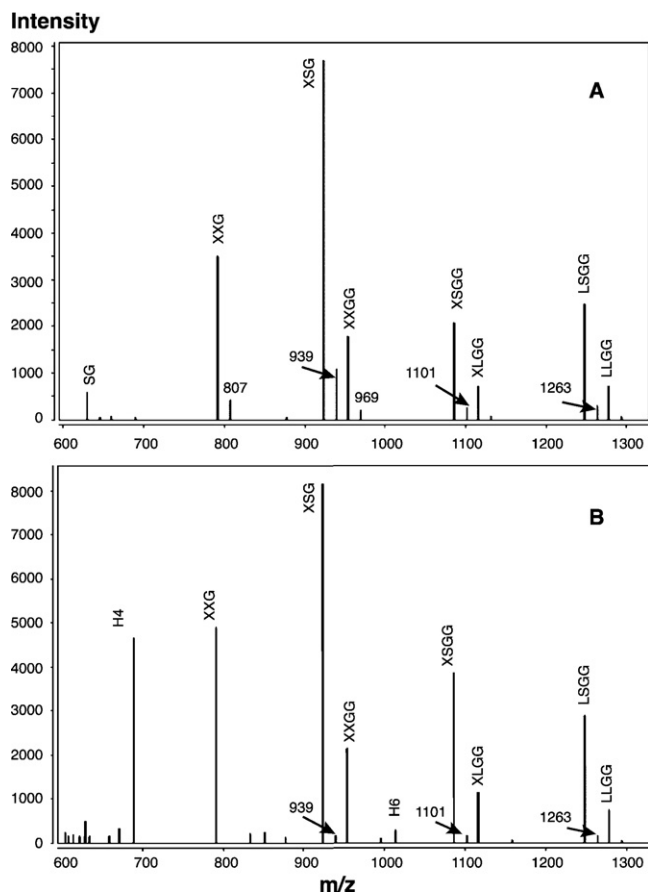 Intensity
A
8000
7000
6000
5000
4000
3000
2000
1000
0
SG
XXG
807
XSG
939
XXGG
969
XSGG
1101
XLGG
LSGG
1263
LLGG
600
700
800
900
1000
1100
1200
1300
B
8000
7000
6000
5000
4000
3000
2000
1000
0
H4
XXG
XSG
939
XXGG
H6
XSGG
1101
XLGG
LSGG
1263
LLGG
600
700
800
900
1000
1100
1200
1300
m/z